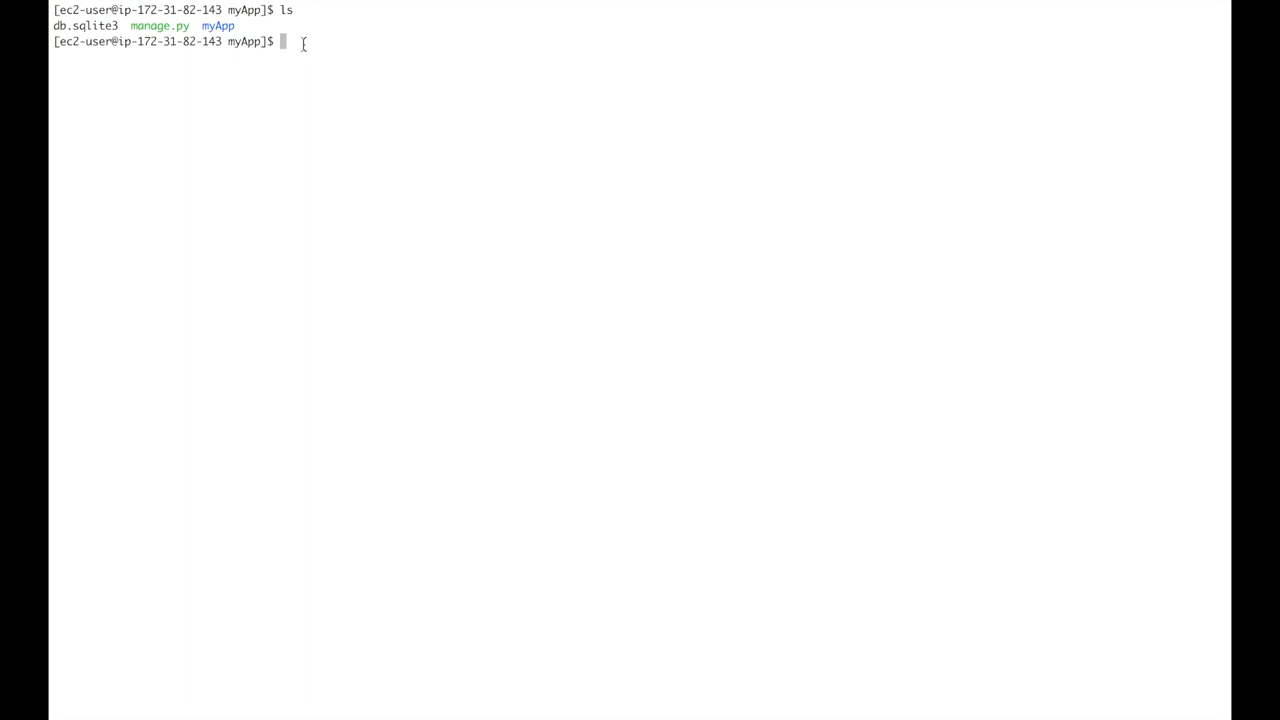 [ec2-user@ip-172-31-82-143 myApp]$ ls
db.sqlite3  manage.py  myApp
[ec2-user@ip-172-31-82-143 myApp]$